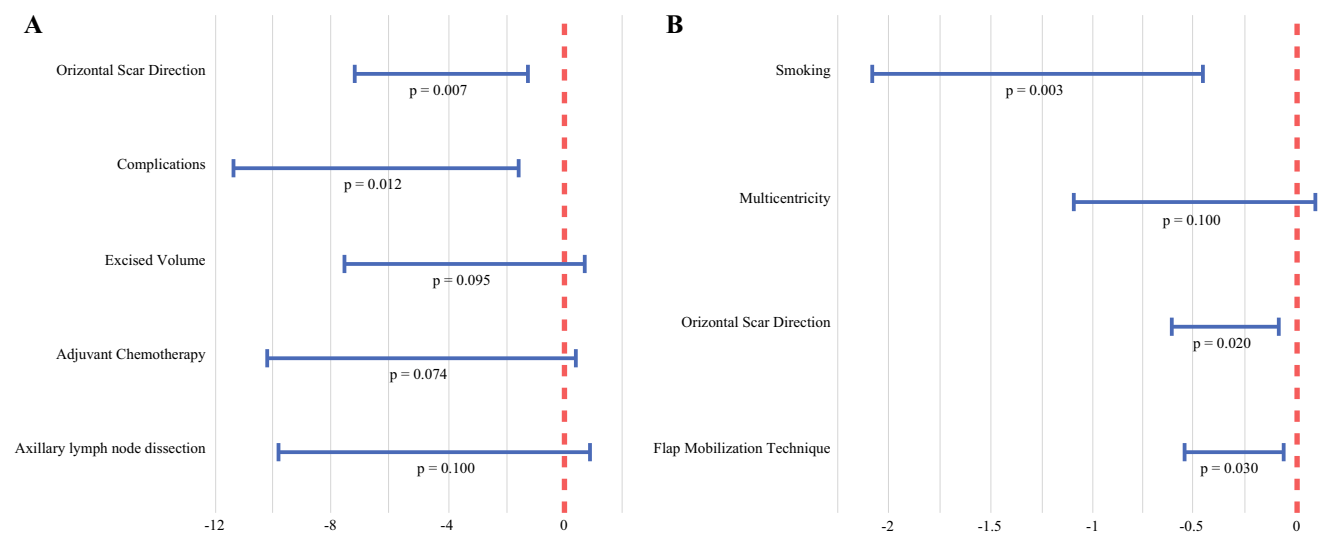 A
Orizontal Scar Direction
p = 0.007
Complications
p = 0.012
Excised Volume
p = 0.095
Adjuvant Chemotherapy
p = 0.074
Axillary lymph node dissection
p = 0.100
-12 -8 -4 0
B
Smoking
p = 0.003
Multicentricity
p = 0.100
Orizontal Scar Direction
p = 0.020
Flap Mobilization Technique
p = 0.030
-2 -1.5 -1 -0.5 0